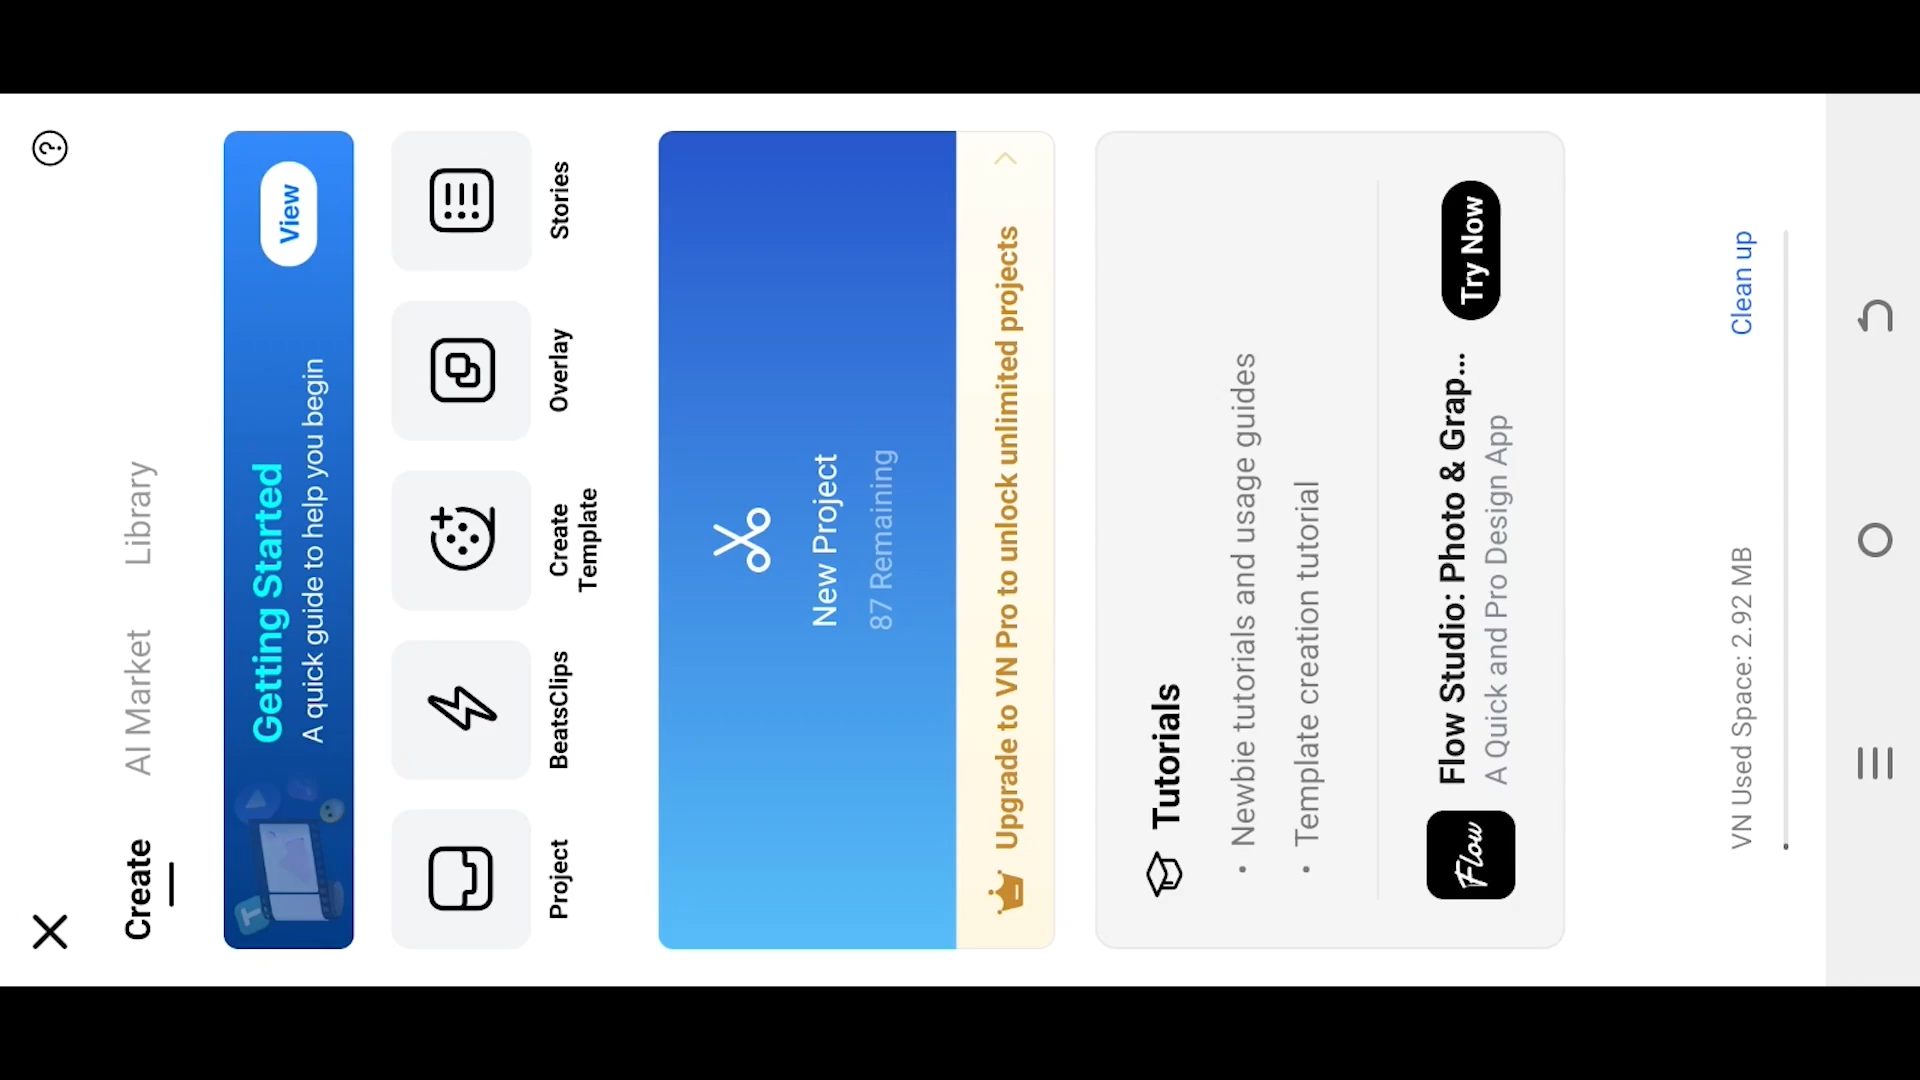 Create AI Market Library
Getting Started
A quick guide to help you begin
View
Project
BeatsClips
Create
Template
Overlay
Stories
New Project
87 Remaining
Upgrade to VN Pro to unlock unlimited projects
Tutorials
• Newbie tutorials and usage guides
• Template creation tutorial
Flow
Flow Studio: Photo & Grap...
A Quick and Pro Design App
Try Now
VN Used Space: 2.92 MB
Clean up